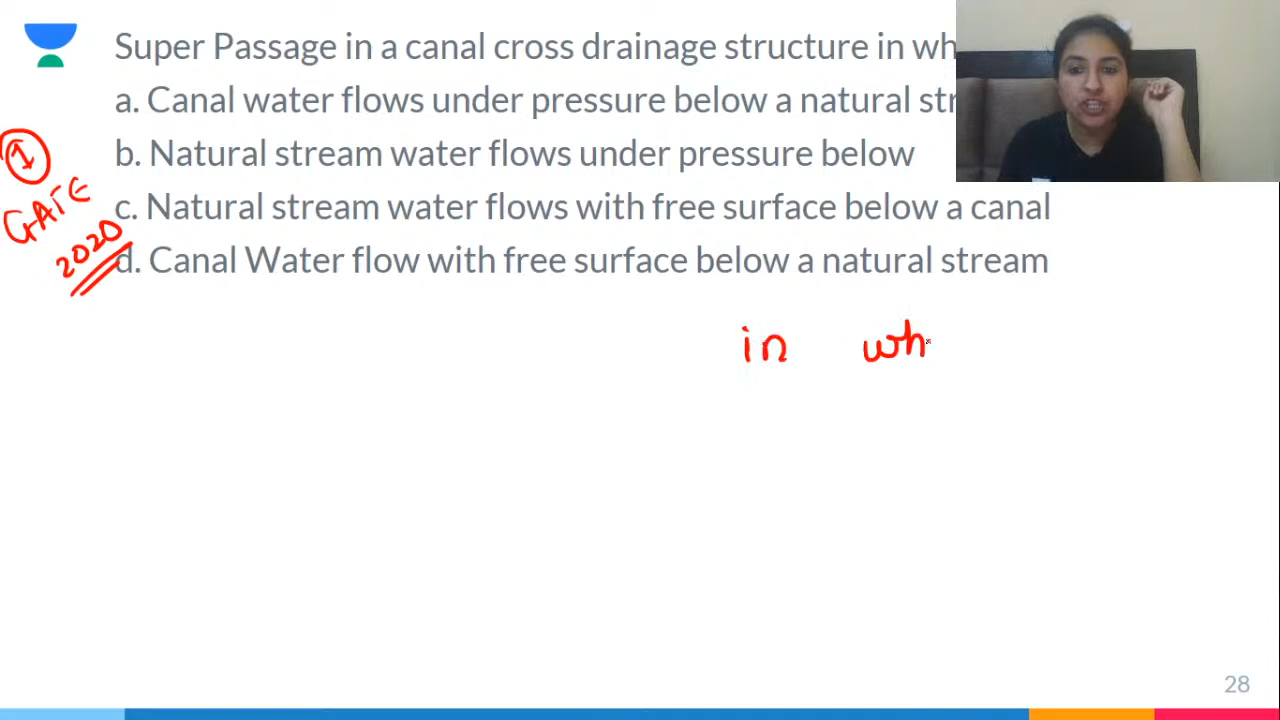 Super Passage in a canal cross drainage structure in wh
a. Canal water flows under pressure below a natural str
b. Natural stream water flows under pressure below
c. Natural stream water flows with free surface below a canal
d. Canal Water flow with free surface below a natural stream
1
GATE
2020
in wh
28